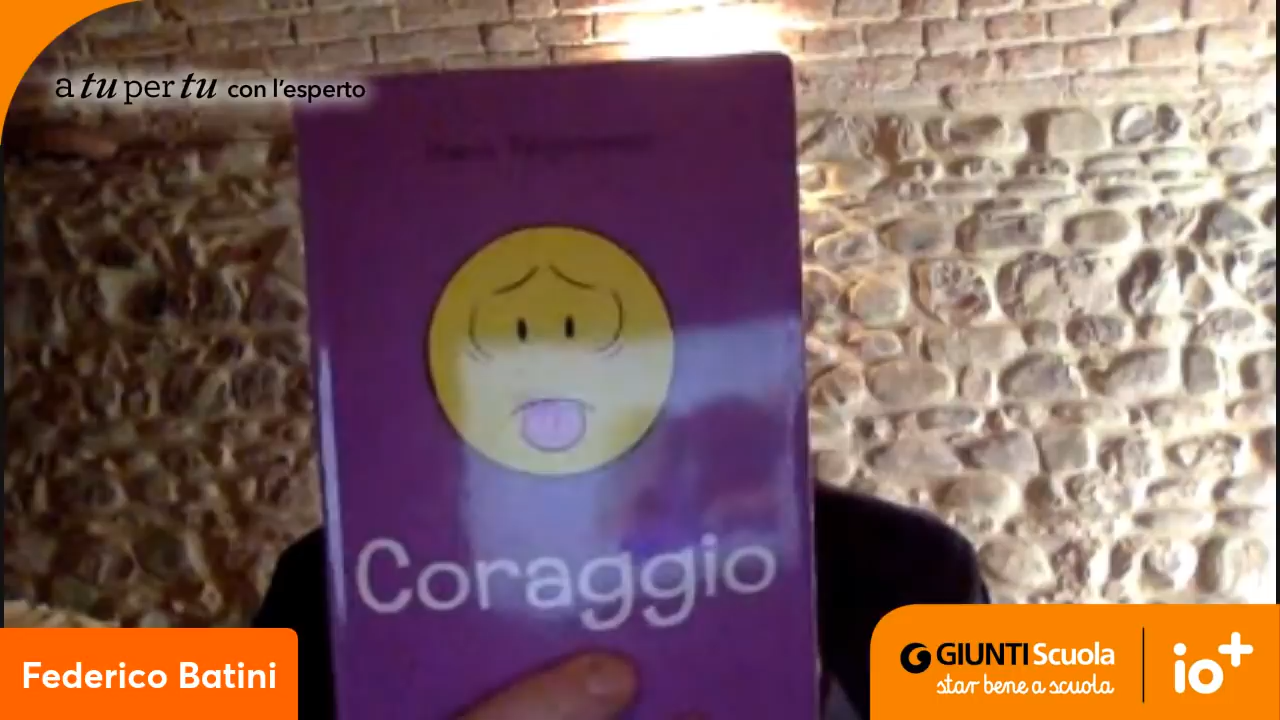 a tu per tu con l'esperto
Coraggio
Federico Batini
GIUNTI Scuola
star bene a scuola
io+